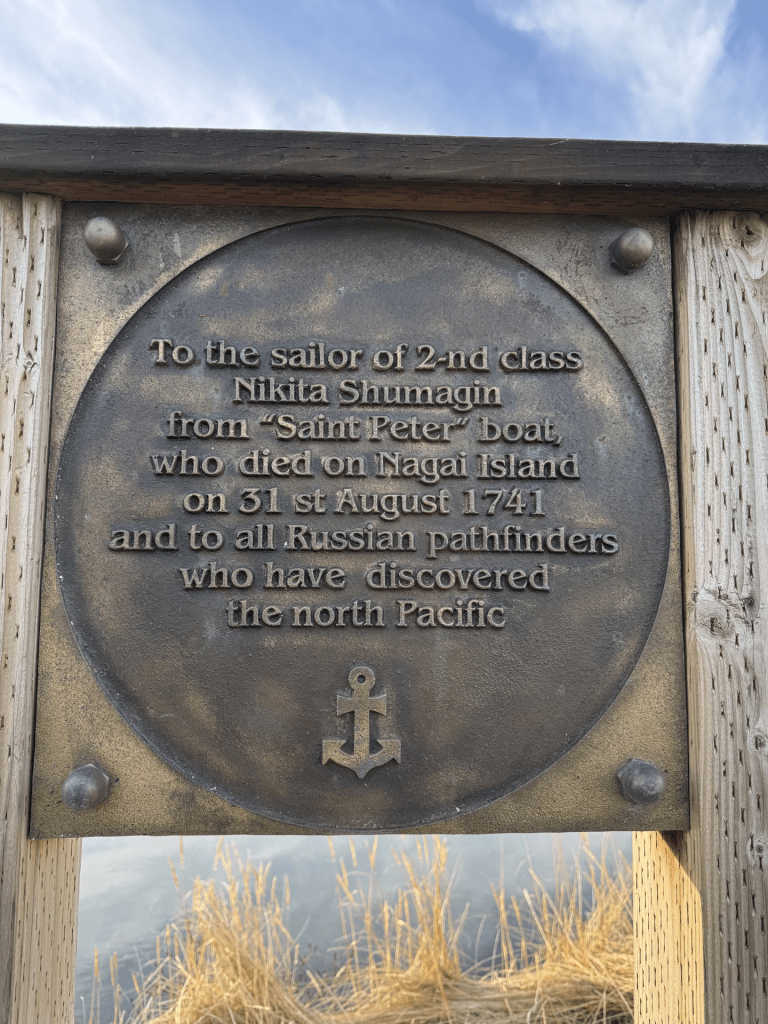 To the sailor of 2-nd class
Nikita Shumagin
from “Saint Peter” boat,
who died on Nagai Island
on 31 st August 1741
and to all Russian pathfinders
who have discovered
the north Pacific